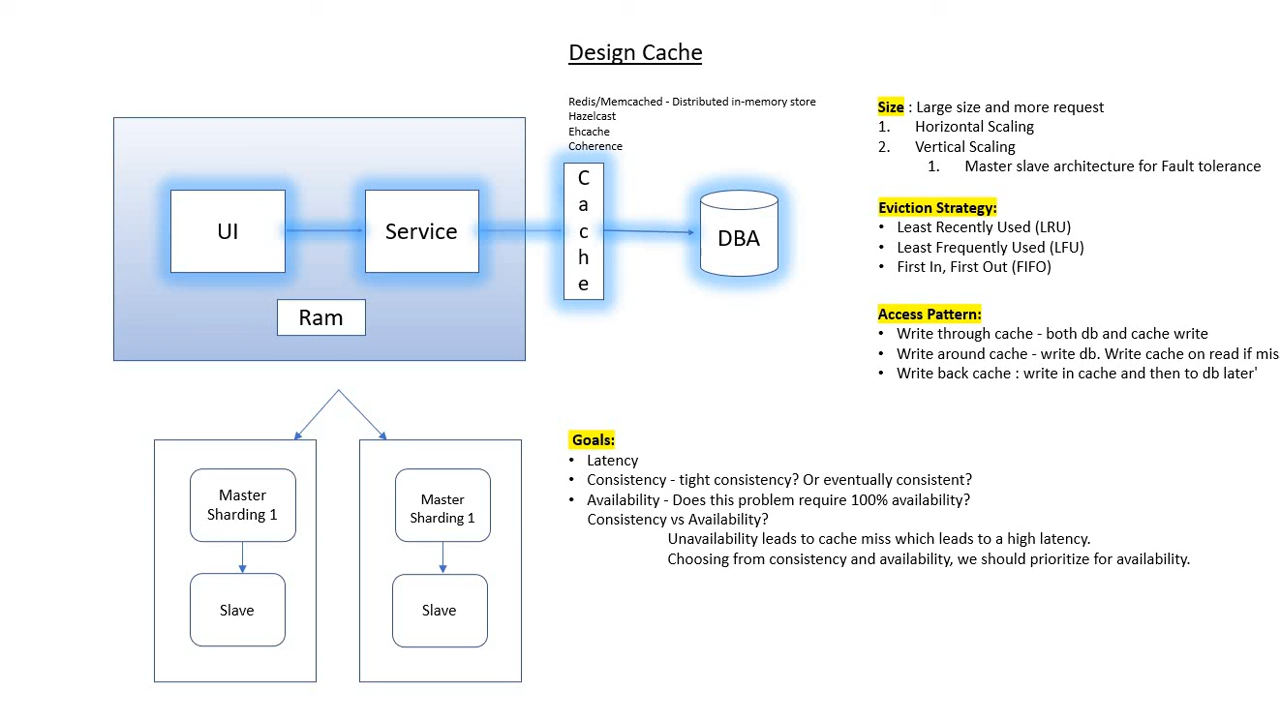 Design Cache
Redis/Memcached - Distributed in-memory store
Hazelcast
Ehcache
Coherence
UI
Service
Cache
DBA
Ram
Size : Large size and more request
1. Horizontal Scaling
2. Vertical Scaling
1. Master slave architecture for Fault tolerance
Eviction Strategy:
• Least Recently Used (LRU)
• Least Frequently Used (LFU)
• First In, First Out (FIFO)
Access Pattern:
• Write through cache - both db and cache write
• Write around cache - write db. Write cache on read if mis
• Write back cache : write in cache and then to db later'
Master
Sharding 1
Slave
Master
Sharding 1
Slave
Goals:
• Latency
• Consistency - tight consistency? Or eventually consistent?
• Availability - Does this problem require 100% availability?
Consistency vs Availability?
Unavailability leads to cache miss which leads to a high latency.
Choosing from consistency and availability, we should prioritize for availability.